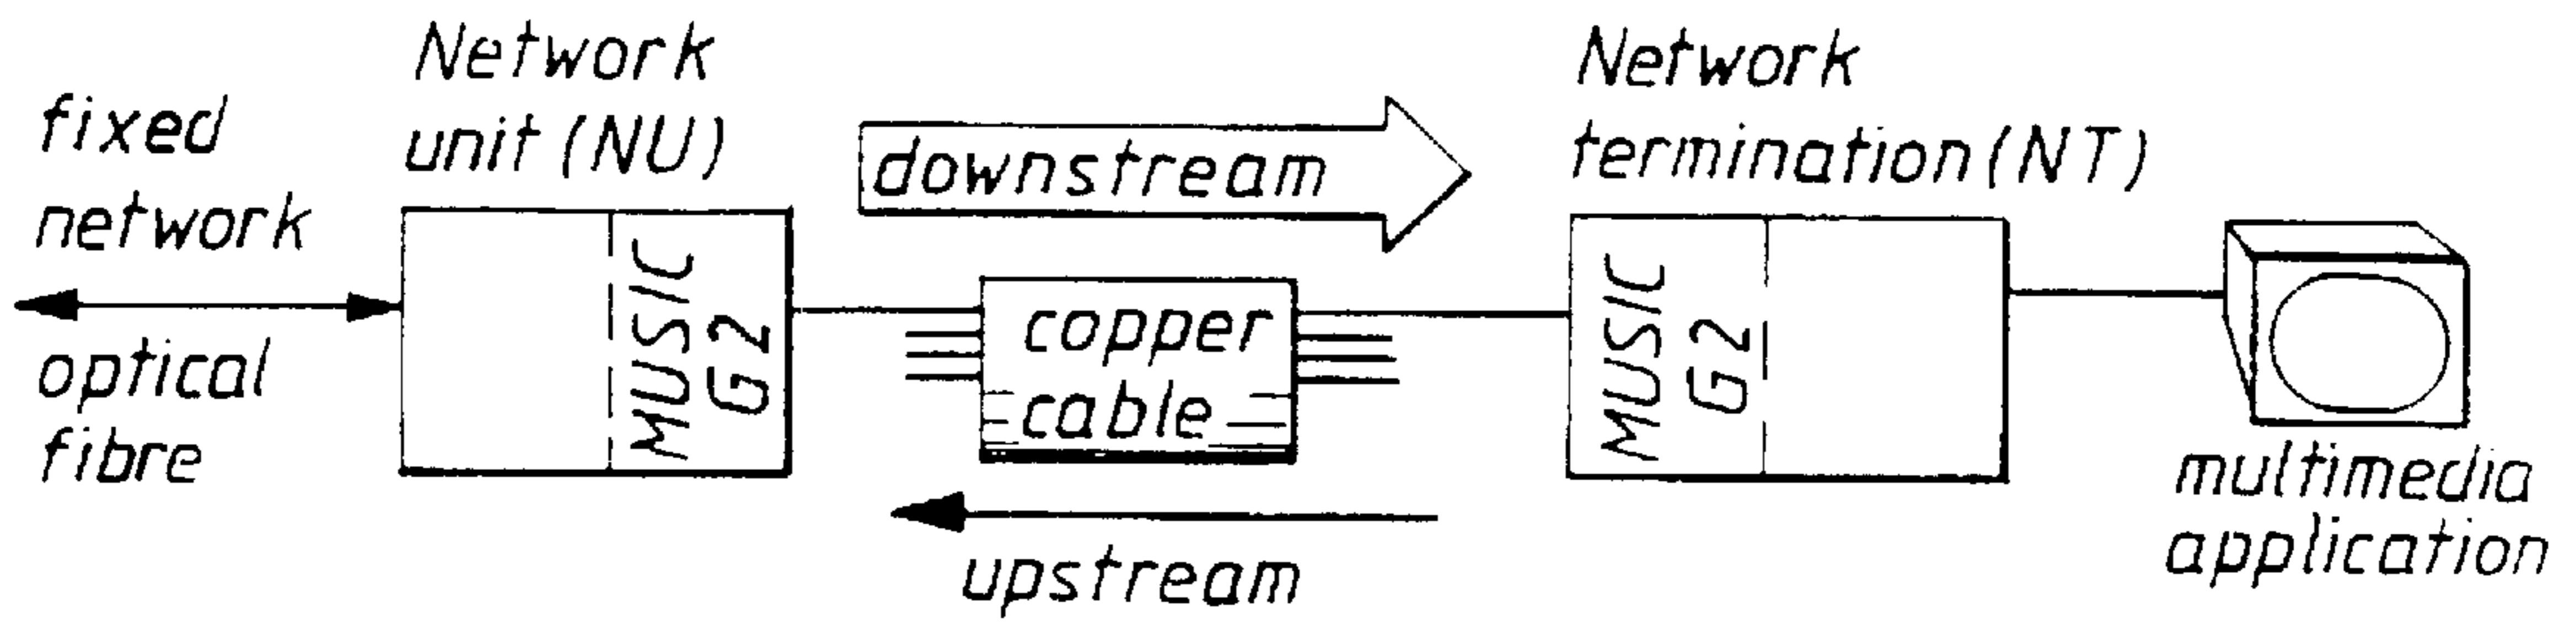 fixed
network
optical
fibre
Network
unit (NU)
MUSIC
G2
downstream
copper
cable
upstream
Network
termination (NT)
MUSIC
G2
multimedia
application